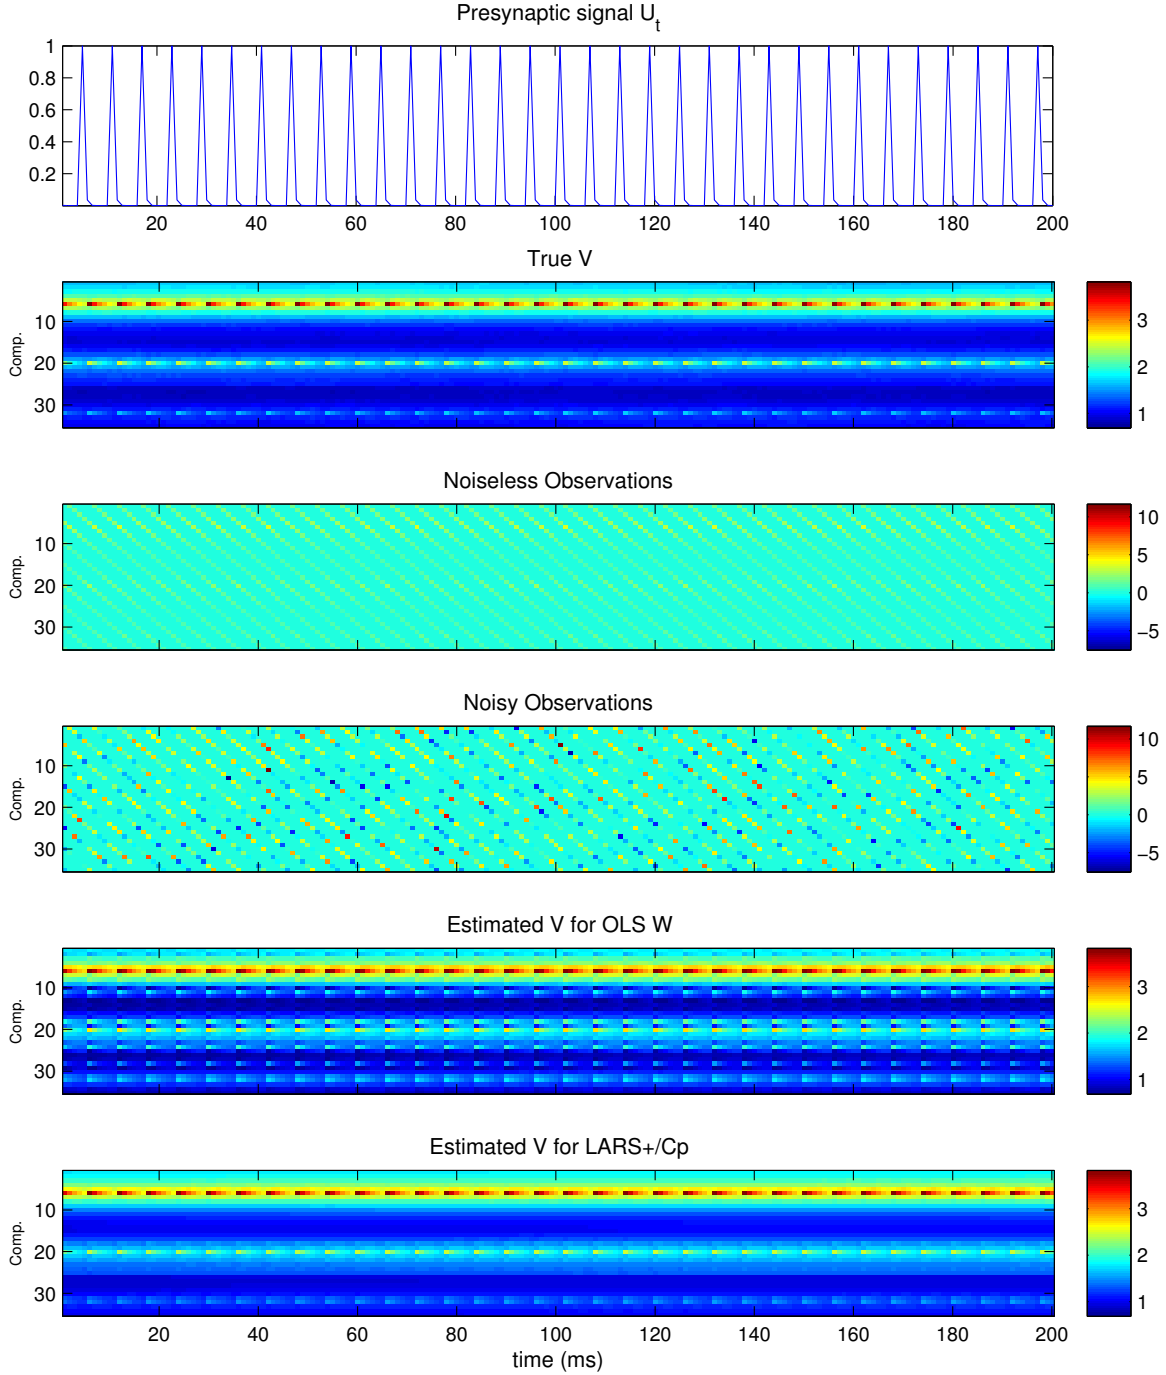 Presynaptic signal U_t
1
0.8
0.6
0.4
0.2
20 40 60 80 100 120 140 160 180 200
True V
Comp.
10
20
30
3
2
1
Noiseless Observations
Comp.
10
20
30
10
5
0
−5
Noisy Observations
Comp.
10
20
30
10
5
0
−5
Estimated V for OLS W
Comp.
10
20
30
3
2
1
Estimated V for LARS+/Cp
Comp.
10
20
30
3
2
1
20 40 60 80 100 120 140 160 180 200
time (ms)